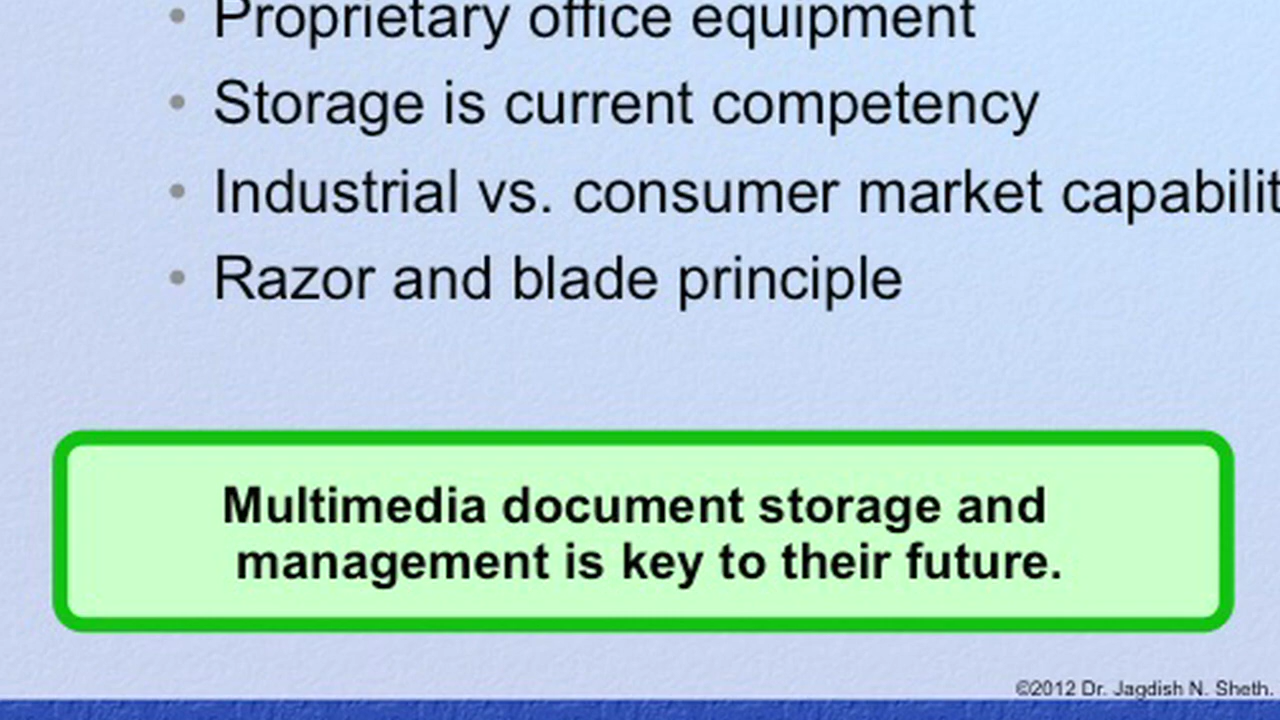 • Proprietary office equipment
• Storage is current competency
• Industrial vs. consumer market capabilit
• Razor and blade principle
Multimedia document storage and
management is key to their future.
©2012 Dr. Jagdish N. Sheth.